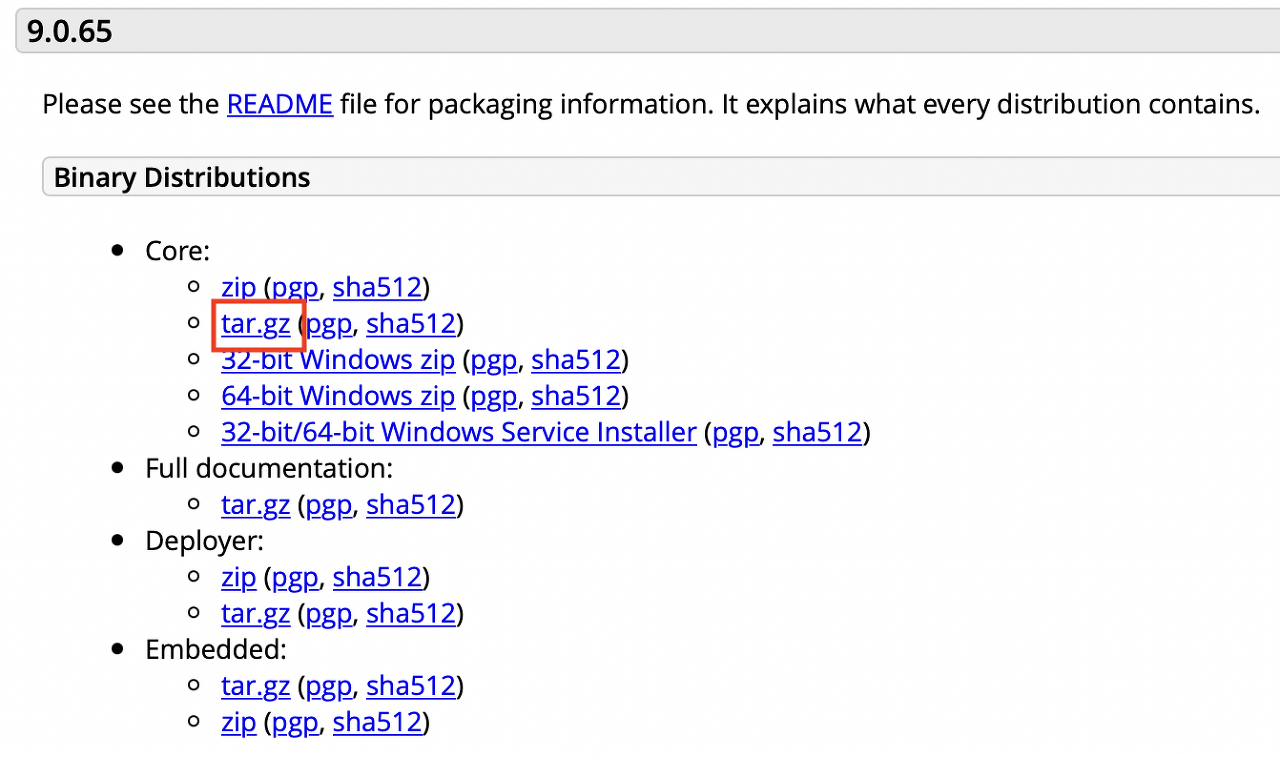 9.0.65
Please see the README file for packaging information. It explains what every distribution contains.
Binary Distributions
Core:
zip (pgp, sha512)
tar.gz (pgp, sha512)
32-bit Windows zip (pgp, sha512)
64-bit Windows zip (pgp, sha512)
32-bit/64-bit Windows Service Installer (pgp, sha512)
Full documentation:
tar.gz (pgp, sha512)
Deployer:
zip (pgp, sha512)
tar.gz (pgp, sha512)
Embedded:
tar.gz (pgp, sha512)
zip (pgp, sha512)